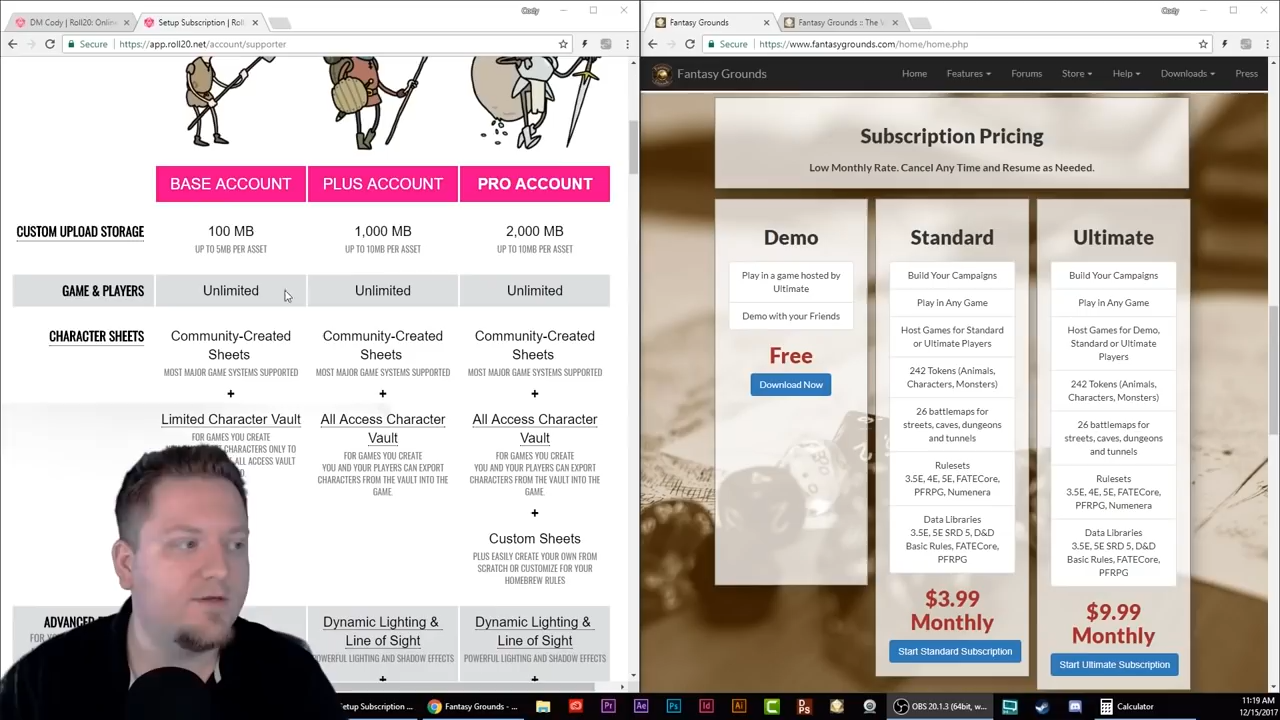 DM Cody | Roll20: Onlin
Setup Subscription | Roll
Cody
Secure
https://app.roll20.net/account/supporter
BASE ACCOUNT
PLUS ACCOUNT
PRO ACCOUNT
CUSTOM UPLOAD STORAGE
100 MB
UP TO 5MB PER ASSET
1,000 MB
UP TO 10MB PER ASSET
2,000 MB
UP TO 10MB PER ASSET
GAME & PLAYERS
Unlimited
Unlimited
Unlimited
CHARACTER SHEETS
Community-Created
Sheets
MOST MAJOR GAME SYSTEMS SUPPORTED
+
Limited Character Vault
FOR GAMES YOU CREATE
CHARACTERS ONLY TO
ALL ACCESS VAULT
Community-Created
Sheets
MOST MAJOR GAME SYSTEMS SUPPORTED
+
All Access Character
Vault
FOR GAMES YOU CREATE
YOU AND YOUR PLAYERS CAN EXPORT
CHARACTERS FROM THE VAULT INTO THE
GAME.
Community-Created
Sheets
MOST MAJOR GAME SYSTEMS SUPPORTED
+
All Access Character
Vault
FOR GAMES YOU CREATE
YOU AND YOUR PLAYERS CAN EXPORT
CHARACTERS FROM THE VAULT INTO THE
GAME.
+
Custom Sheets
PLUS EASILY CREATE YOUR OWN FROM
SCRATCH OR CUSTOMIZE FOR YOUR
HOMEBREW RULES
Dynamic Lighting &
Line of Sight
POWERFUL LIGHTING AND SHADOW EFFECTS
+
Dynamic Lighting &
Line of Sight
POWERFUL LIGHTING AND SHADOW EFFECTS
+
Fantasy Grounds
Fantasy Grounds :: The
Cody
Secure
https://www.fantasygrounds.com/home/home.php
Fantasy Grounds
Home
Features
Forums
Store
Help
Downloads
Press
Subscription Pricing
Low Monthly Rate. Cancel Any Time and Resume as Needed.
Demo
Play in a game hosted by
Ultimate
Demo with your Friends
Free
Download Now
Standard
Build Your Campaigns
Play in Any Game
Host Games for Standard
or Ultimate Players
242 Tokens (Animals,
Characters, Monsters)
26 battlemaps for
streets, caves, dungeons
and tunnels
Rulesets
3.5E, 4E, 5E, FATECore,
PFRPG, Numenera
Data Libraries
3.5E, 5E SRD 5, D&D
Basic Rules, FATECore,
PFRPG
$3.99
Monthly
Start Standard Subscription
Ultimate
Build Your Campaigns
Play in Any Game
Host Games for Demo,
Standard or Ultimate
Players
242 Tokens (Animals,
Characters, Monsters)
26 battlemaps for
streets, caves, dungeons
and tunnels
Rulesets
3.5E, 4E, 5E, FATECore,
PFRPG, Numenera
Data Libraries
3.5E, 5E SRD 5, D&D
Basic Rules, FATECore,
PFRPG
$9.99
Monthly
Start Ultimate Subscription
Setup Subscription ...
Fantasy Grounds - ...
Pr
Ae
Ps
Id
Ai
OBS 20.1.3 (64bit, w...
Calculator
11:19 AM
12/15/2017